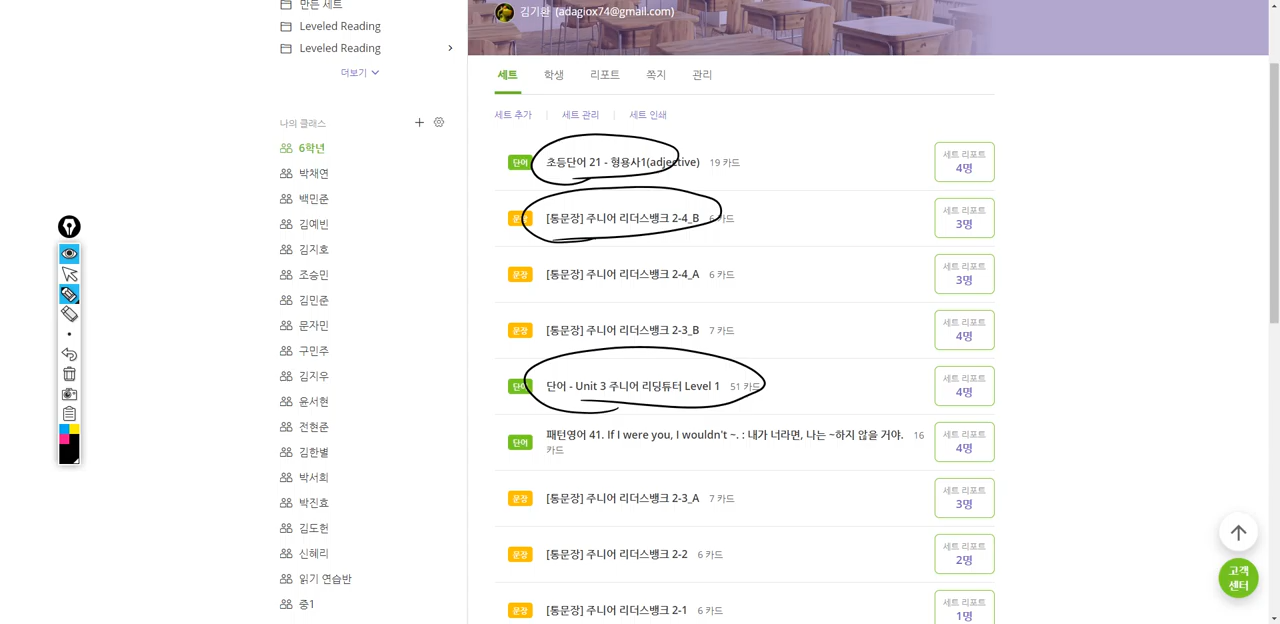 만든 세트
Leveled Reading
Leveled Reading
더보기
나의 클래스
6학년
박채연
백민준
김예빈
김지호
조승민
김민준
문자민
구민주
김지우
윤서현
전현준
김한별
박서희
박진효
김도헌
신혜리
읽기 연습반
중1
김기환 (adagiox74@gmail.com)
세트 학생 리포트 쪽지 관리
세트 추가 세트 관리 세트 인쇄
단어 초등단어 21 - 형용사1(adjective) 19 카드 세트 리포트 4명
문장 [통문장] 주니어 리더스뱅크 2-4_B 6 카드 세트 리포트 3명
문장 [통문장] 주니어 리더스뱅크 2-4_A 6 카드 세트 리포트 3명
문장 [통문장] 주니어 리더스뱅크 2-3_B 7 카드 세트 리포트 4명
단어 단어 - Unit 3 주니어 리딩튜터 Level 1 51 카드 세트 리포트 4명
단어 패턴영어 41. If I were you, I wouldn't ~. : 내가 너라면, 나는 ~하지 않을 거야. 16 카드 세트 리포트 4명
문장 [통문장] 주니어 리더스뱅크 2-3_A 7 카드 세트 리포트 3명
문장 [통문장] 주니어 리더스뱅크 2-2 6 카드 세트 리포트 2명
문장 [통문장] 주니어 리더스뱅크 2-1 6 카드 세트 리포트 1명
고객
센터